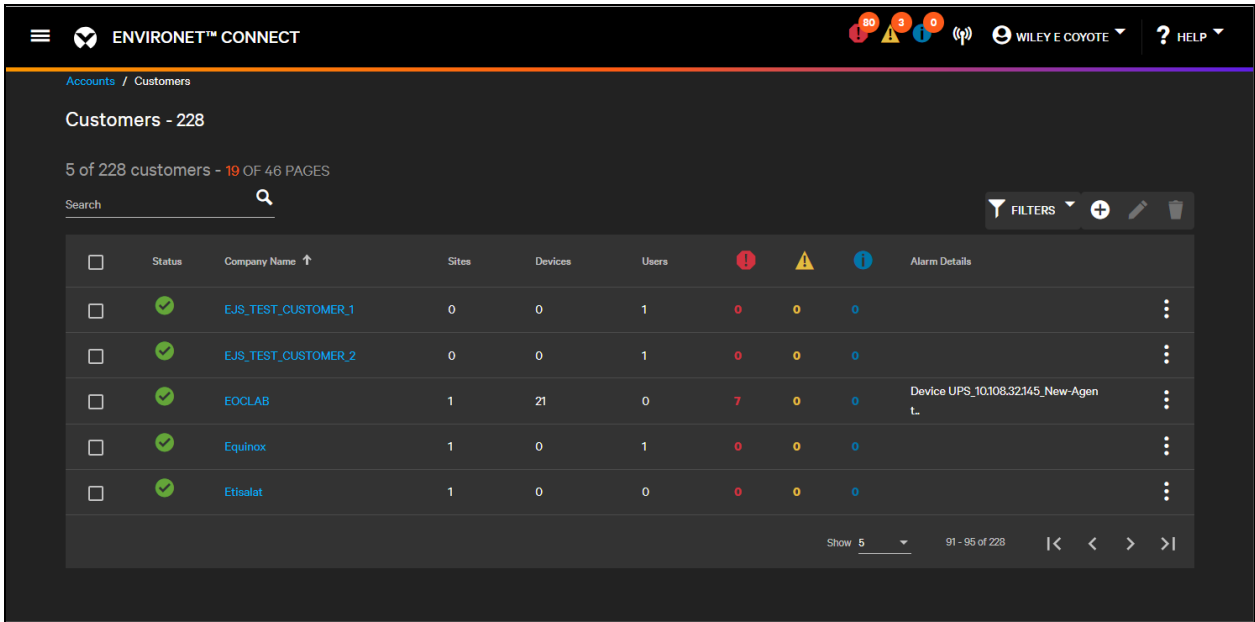 80 3 0
ENVIRONET™ CONNECT WILEY E COYOTE ? HELP
Accounts / Customers
Customers - 228
5 of 228 customers - 19 OF 46 PAGES
Search
FILTERS
Status Company Name ↑ Sites Devices Users Alarm Details
EJS_TEST_CUSTOMER_1 0 0 1 0 0 0
EJS_TEST_CUSTOMER_2 0 0 1 0 0 0
Device UPS_10.108.32.145_New-Agen
EOCLAB 1 21 0 7 0 0
t..
Equinox 1 0 1 0 0 0
Etisalat 1 0 0 0 0 0
Show 5 91 - 95 of 228